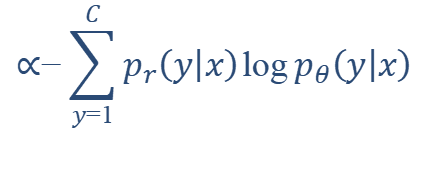 ∝− ∑_{y=1}^{C} p_r(y|x) log p_θ(y|x)